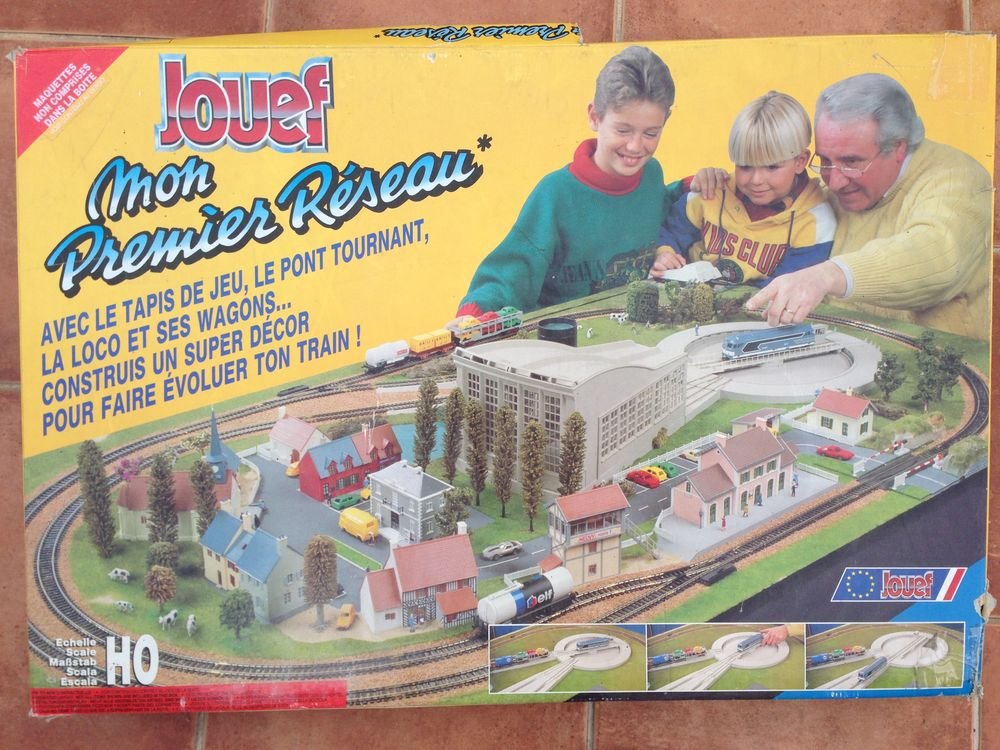 Premier Réseau*
MAQUETTES
NON COMPRISES
DANS LA BOITE
Jouef
Mon
Premier Réseau*
AVEC LE TAPIS DE JEU, LE PONT TOURNANT,
LA LOCO ET SES WAGONS...
CONSTRUIS UN SUPER DÉCOR
POUR FAIRE ÉVOLUER TON TRAIN !
KIDS CLUB
elf
Jouef
Echelle
Scale
Maßstab
Scala
Escala
HO